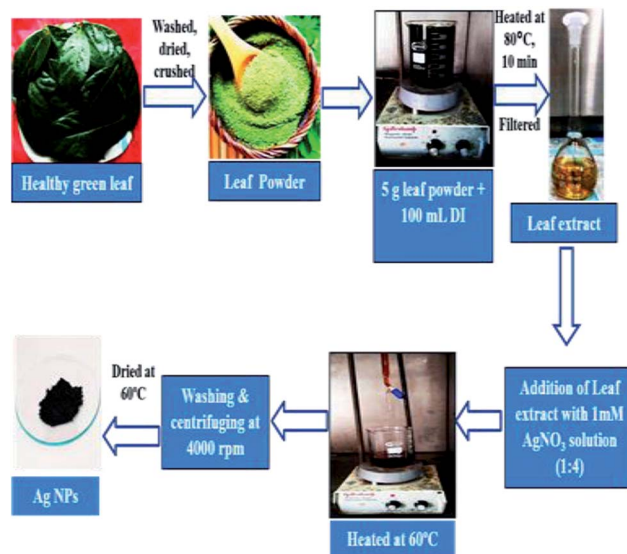 Washed,
dried,
crushed
Heated at
80°C,
10 min
Filtered
Healthy green leaf
Leaf Powder
5 g leaf powder +
100 mL DI
Leaf extract
Addition of Leaf
extract with 1mM
AgNO₃ solution
(1:4)
Heated at 60°C
Washing &
centrifuging at
4000 rpm
Dried at
60°C
Ag NPs